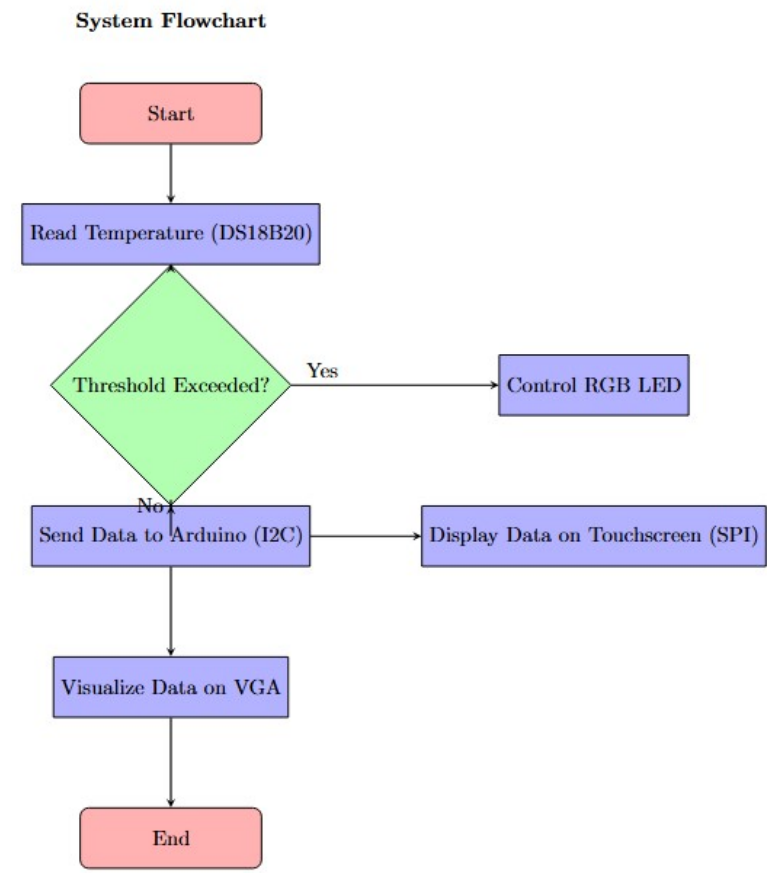 System Flowchart
Start
Read Temperature (DS18B20)
Threshold Exceeded?
Yes
Control RGB LED
No
Send Data to Arduino (I2C)
Display Data on Touchscreen (SPI)
Visualize Data on VGA
End